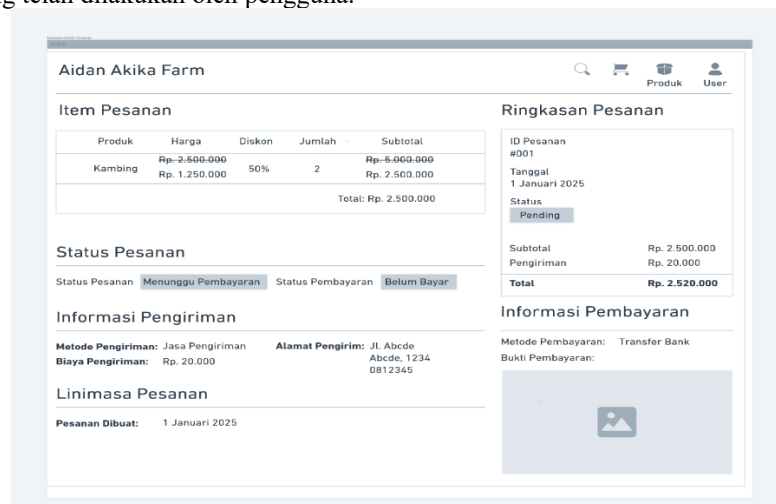 telah dilakukan oleh pengguna.
Aidan Akika Farm
Produk
User
Item Pesanan
Produk Harga Diskon Jumlah Subtotal
Kambing Rp. 2.500.000 50% 2 Rp. 5.000.000
Rp. 1.250.000 Rp. 2.500.000
Total: Rp. 2.500.000
Status Pesanan
Status Pesanan Menunggu Pembayaran Status Pembayaran Belum Bayar
Informasi Pengiriman
Metode Pengiriman: Jasa Pengiriman
Biaya Pengiriman: Rp. 20.000
Alamat Pengirim: Jl. Abcde
Abcde, 1234
0812345
Linimasa Pesanan
Pesanan Dibuat: 1 Januari 2025
Ringkasan Pesanan
ID Pesanan
#001
Tanggal
1 Januari 2025
Status
Pending
Subtotal Rp. 2.500.000
Pengiriman Rp. 20.000
Total Rp. 2.520.000
Informasi Pembayaran
Metode Pembayaran: Transfer Bank
Bukti Pembayaran: